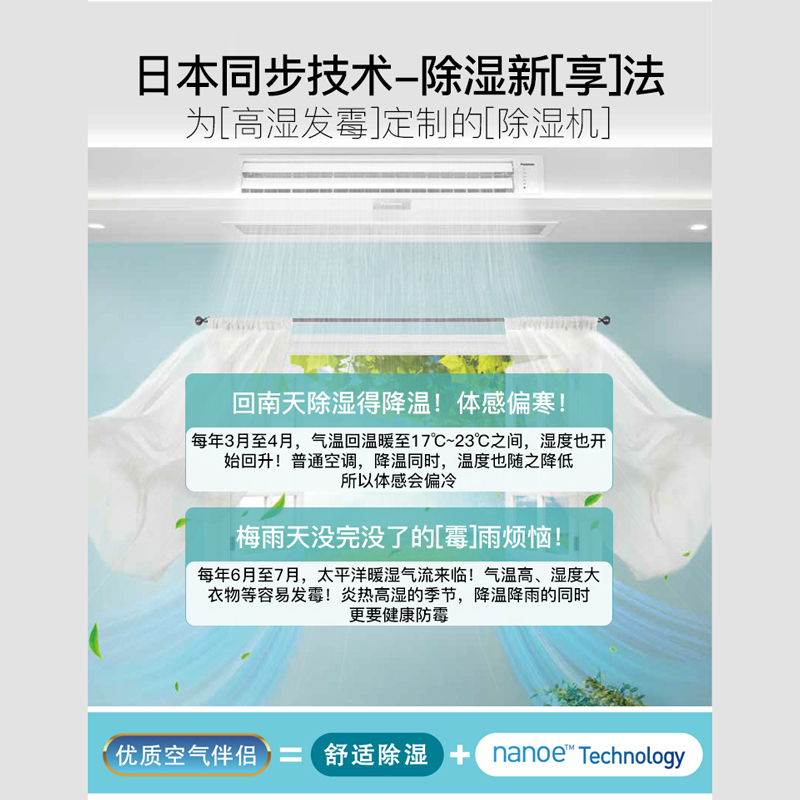 日本同步技术-除湿新[享]法
为[高湿发霉]定制的[除湿机]
Panasonic
Panasonic
回南天除湿得降温！体感偏寒！
每年3月至4月，气温回温暖至17℃~23℃之间，湿度也开
始回升！普通空调，降温同时，温度也随之降低
所以体感会偏冷
梅雨天没完没了的[霉]雨烦恼！
每年6月至7月，太平洋暖湿气流来临！气温高、湿度大
衣物等容易发霉！炎热高湿的季节，降温降雨的同时
更要健康防霉
优质空气伴侣 = 舒适除湿 + nanoe™ Technology